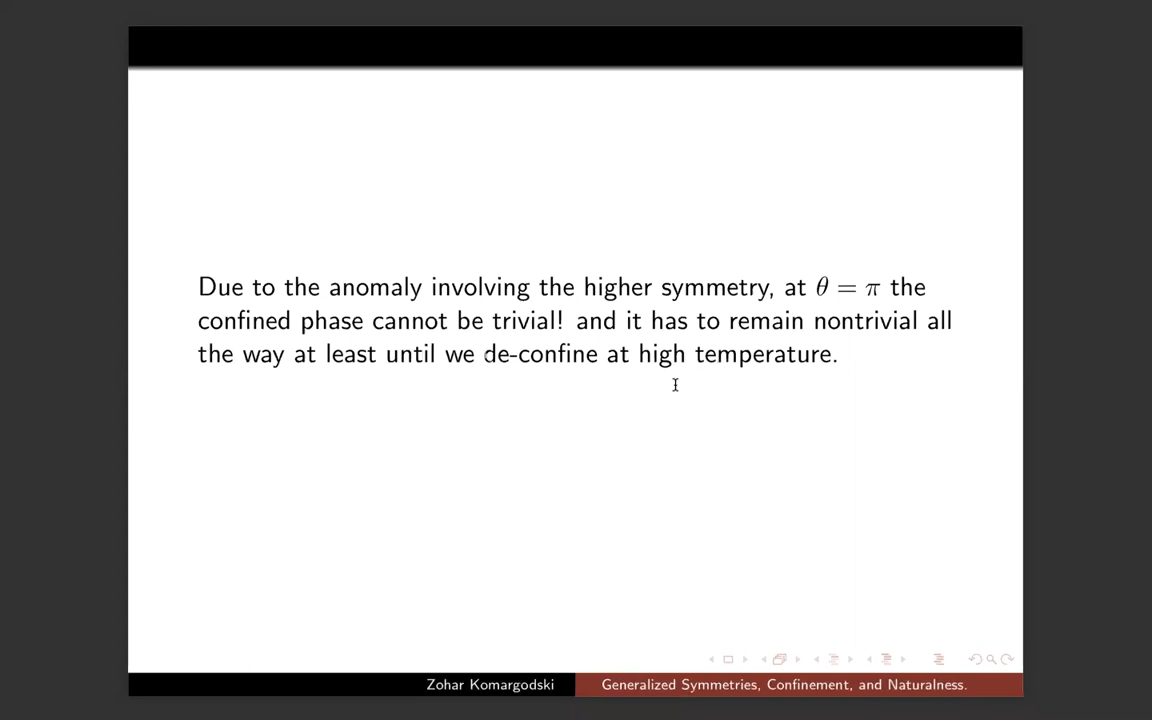 Due to the anomaly involving the higher symmetry, at θ = π the
confined phase cannot be trivial! and it has to remain nontrivial all
the way at least until we de-confine at high temperature.
Zohar Komargodski
Generalized Symmetries, Confinement, and Naturalness.